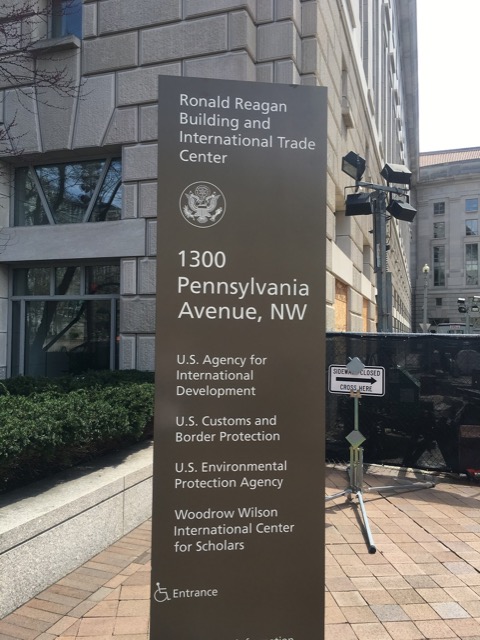 Ronald Reagan
Building and
International Trade
Center
1300
Pennsylvania
Avenue, NW
U.S. Agency for
International
Development
U.S. Customs and
Border Protection
U.S. Environmental
Protection Agency
Woodrow Wilson
International Center
for Scholars
Entrance
SIDEWALK CLOSED
CROSS HERE